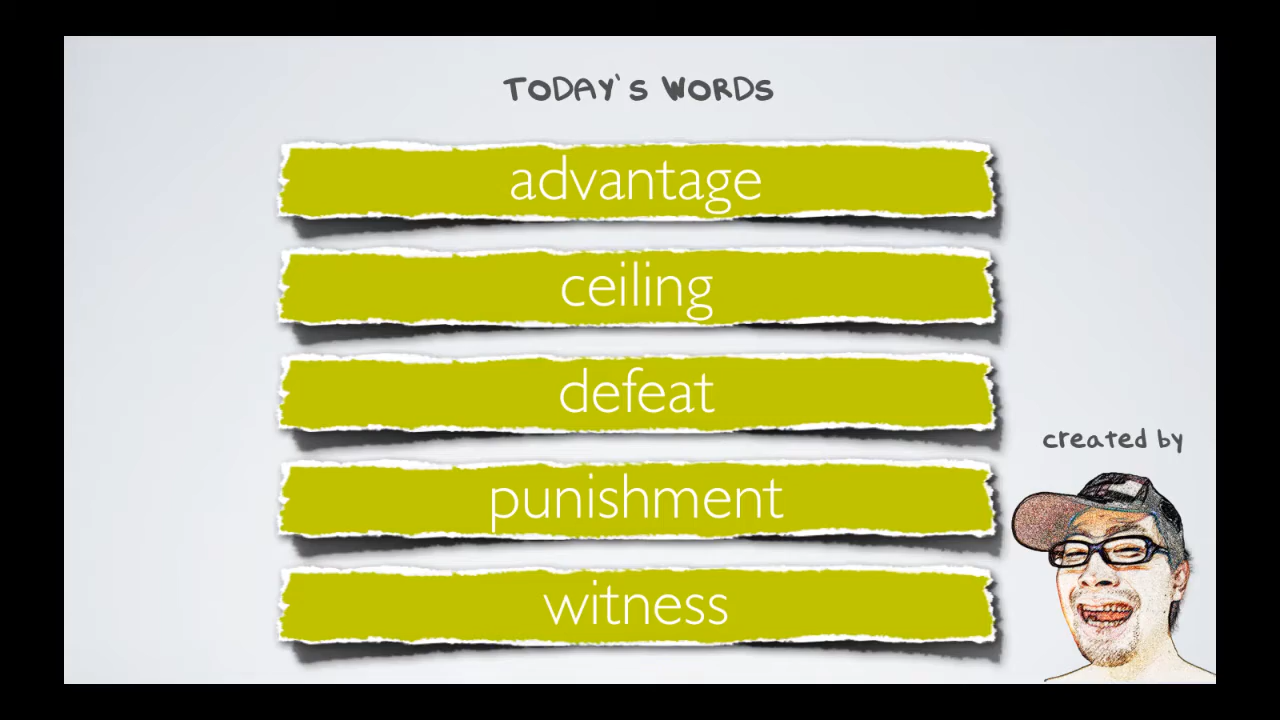 TODAY'S WORDS
advantage
ceiling
defeat
punishment
witness
created by